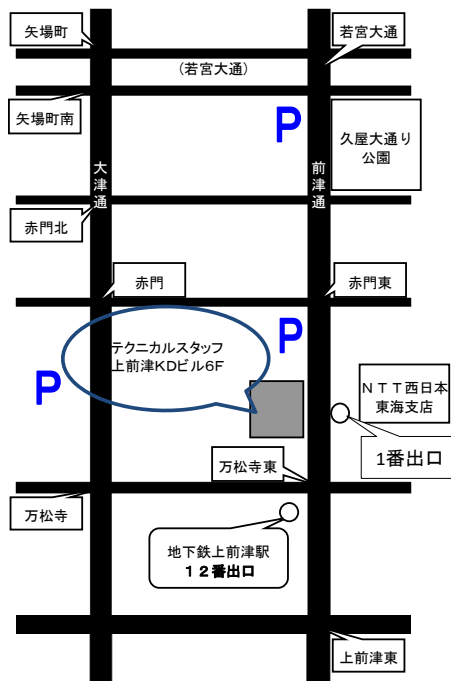 矢場町
若宮大通
(若宮大通)
矢場町南
P
久屋大通り
公園
大津通
前津通
赤門北
赤門
赤門東
テクニカルスタッフ
上前津KDビル6F
P
P
NTT西日本
東海支店
1番出口
万松寺東
万松寺
地下鉄上前津駅
12番出口
上前津東